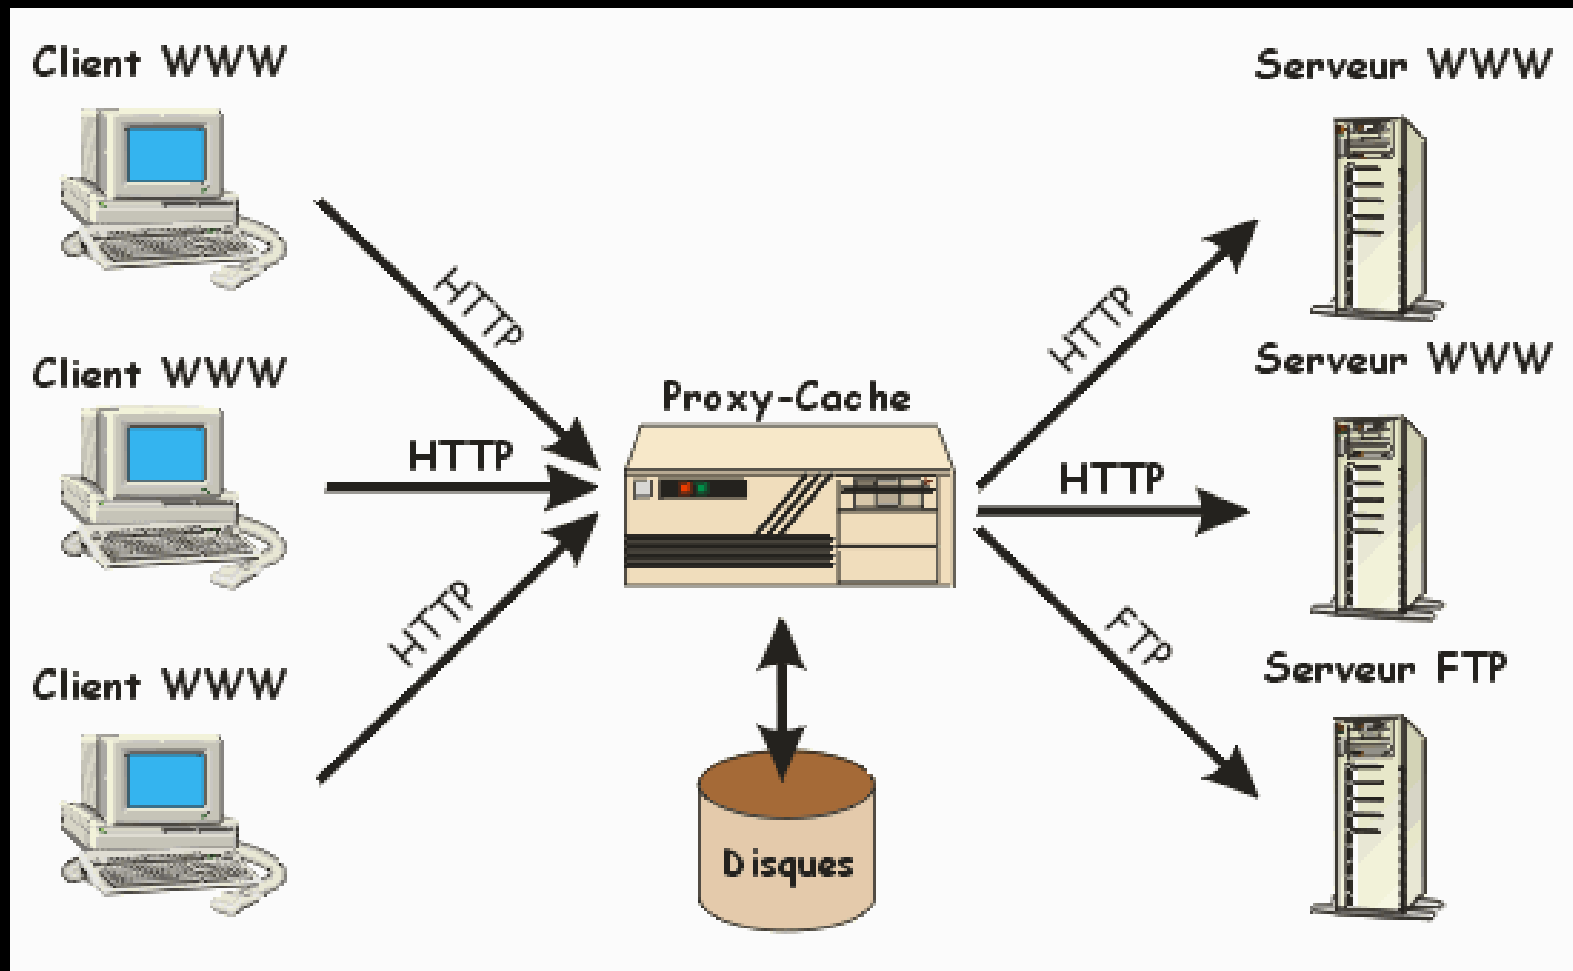 Client WWW
Serveur WWW
HTTP
HTTP
Client WWW
Serveur WWW
Proxy-Cache
HTTP
HTTP
HTTP
FTP
Client WWW
Serveur FTP
Disques